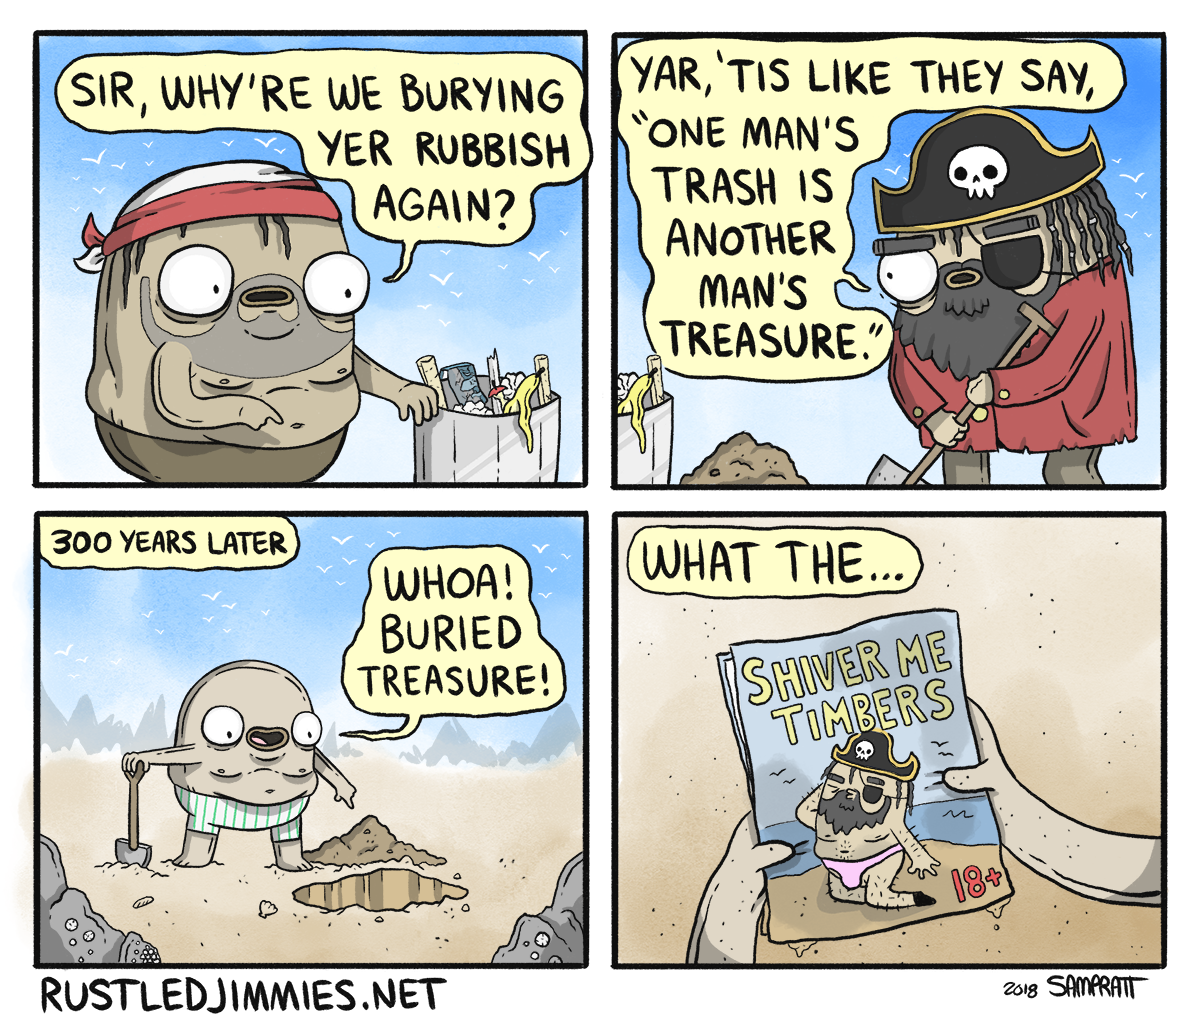 SIR, WHY'RE WE BURYING
YER RUBBISH
AGAIN?
YAR, 'TIS LIKE THEY SAY,
"ONE MAN'S
TRASH IS
ANOTHER
MAN'S
TREASURE."
300 YEARS LATER
WHOA!
BURIED
TREASURE!
WHAT THE...
SHIVER ME
TIMBERS
18+
RUSTLEDJIMMIES.NET
2018 SAMPRATT